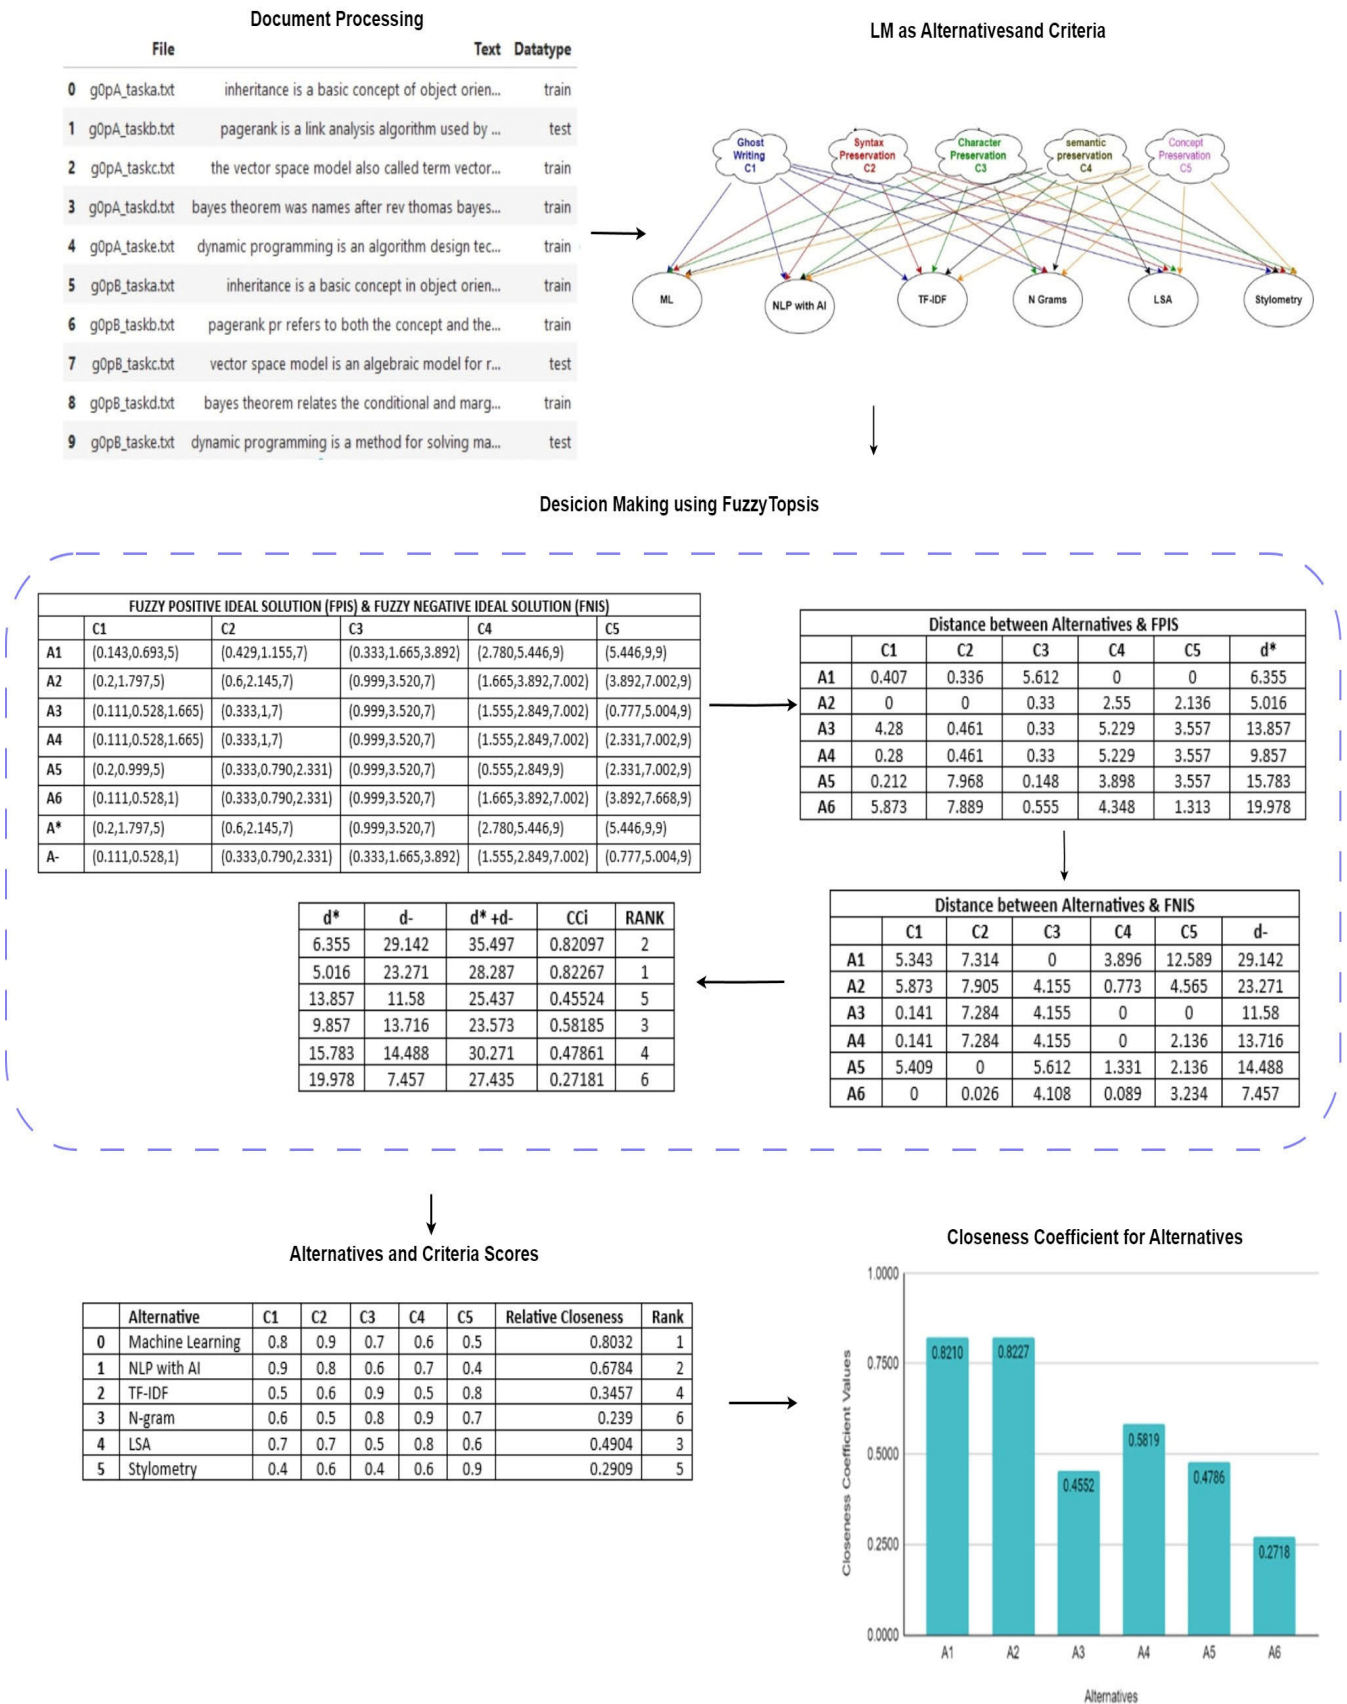 Document Processing
File Text Datatype
0 g0pA_taska.txt inheritance is a basic concept of object orien... train
1 g0pA_taskb.txt pagerank is a link analysis algorithm used by ... test
2 g0pA_taskc.txt the vector space model also called term vector... train
3 g0pA_taskd.txt bayes theorem was names after rev thomas bayes... train
4 g0pA_taske.txt dynamic programming is an algorithm design tec... train
5 g0pB_taska.txt inheritance is a basic concept in object orien... train
6 g0pB_taskb.txt pagerank pr refers to both the concept and the... train
7 g0pB_taskc.txt vector space model is an algebraic model for r... test
8 g0pB_taskd.txt bayes theorem relates the conditional and marg... train
9 g0pB_taske.txt dynamic programming is a method for solving ma... test
LM as Alternativesand Criteria
Ghost
Writing
C1
Syntax
Preservation
C2
Character
Preservation
C3
semantic
preservation
C4
Concept
Preservation
C5
ML
NLP with AI
TF-IDF
N Grams
LSA
Stylometry
Desicion Making using FuzzyTopsis
FUZZY POSITIVE IDEAL SOLUTION (FPIS) & FUZZY NEGATIVE IDEAL SOLUTION (FNIS)
C1 C2 C3 C4 C5
A1 (0.143,0.693,5) (0.429,1.155,7) (0.333,1.665,3.892) (2.780,5.446,9) (5.446,9,9)
A2 (0.2,1.797,5) (0.6,2.145,7) (0.999,3.520,7) (1.665,3.892,7.002) (3.892,7.002,9)
A3 (0.111,0.528,1.665) (0.333,1,7) (0.999,3.520,7) (1.555,2.849,7.002) (0.777,5.004,9)
A4 (0.111,0.528,1.665) (0.333,1,7) (0.999,3.520,7) (1.555,2.849,7.002) (2.331,7.002,9)
A5 (0.2,0.999,5) (0.333,0.790,2.331) (0.999,3.520,7) (0.555,2.849,9) (2.331,7.002,9)
A6 (0.111,0.528,1) (0.333,0.790,2.331) (0.999,3.520,7) (1.665,3.892,7.002) (3.892,7.668,9)
A* (0.2,1.797,5) (0.6,2.145,7) (0.999,3.520,7) (2.780,5.446,9) (5.446,9,9)
A- (0.111,0.528,1) (0.333,0.790,2.331) (0.333,1.665,3.892) (1.555,2.849,7.002) (0.777,5.004,9)
Distance between Alternatives & FPIS
C1 C2 C3 C4 C5 d*
A1 0.407 0.336 5.612 0 0 6.355
A2 0 0 0.33 2.55 2.136 5.016
A3 4.28 0.461 0.33 5.229 3.557 13.857
A4 0.28 0.461 0.33 5.229 3.557 9.857
A5 0.212 7.968 0.148 3.898 3.557 15.783
A6 5.873 7.889 0.555 4.348 1.313 19.978
Distance between Alternatives & FNIS
C1 C2 C3 C4 C5 d-
A1 5.343 7.314 0 3.896 12.589 29.142
A2 5.873 7.905 4.155 0.773 4.565 23.271
A3 0.141 7.284 4.155 0 0 11.58
A4 0.141 7.284 4.155 0 2.136 13.716
A5 5.409 0 5.612 1.331 2.136 14.488
A6 0 0.026 4.108 0.089 3.234 7.457
d* d- d* +d- CCi RANK
6.355 29.142 35.497 0.82097 2
5.016 23.271 28.287 0.82267 1
13.857 11.58 25.437 0.45524 5
9.857 13.716 23.573 0.58185 3
15.783 14.488 30.271 0.47861 4
19.978 7.457 27.435 0.27181 6
Alternatives and Criteria Scores
Alternative C1 C2 C3 C4 C5 Relative Closeness Rank
0 Machine Learning 0.8 0.9 0.7 0.6 0.5 0.8032 1
1 NLP with AI 0.9 0.8 0.6 0.7 0.4 0.6784 2
2 TF-IDF 0.5 0.6 0.9 0.5 0.8 0.3457 4
3 N-gram 0.6 0.5 0.8 0.9 0.7 0.239 6
4 LSA 0.7 0.7 0.5 0.8 0.6 0.4904 3
5 Stylometry 0.4 0.6 0.4 0.6 0.9 0.2909 5
Closeness Coefficient for Alternatives
Closeness Coefficient Values
1.0000
0.7500
0.5000
0.2500
0.0000
0.8210
0.8227
0.4552
0.5819
0.4786
0.2718
A1 A2 A3 A4 A5 A6
Alternatives